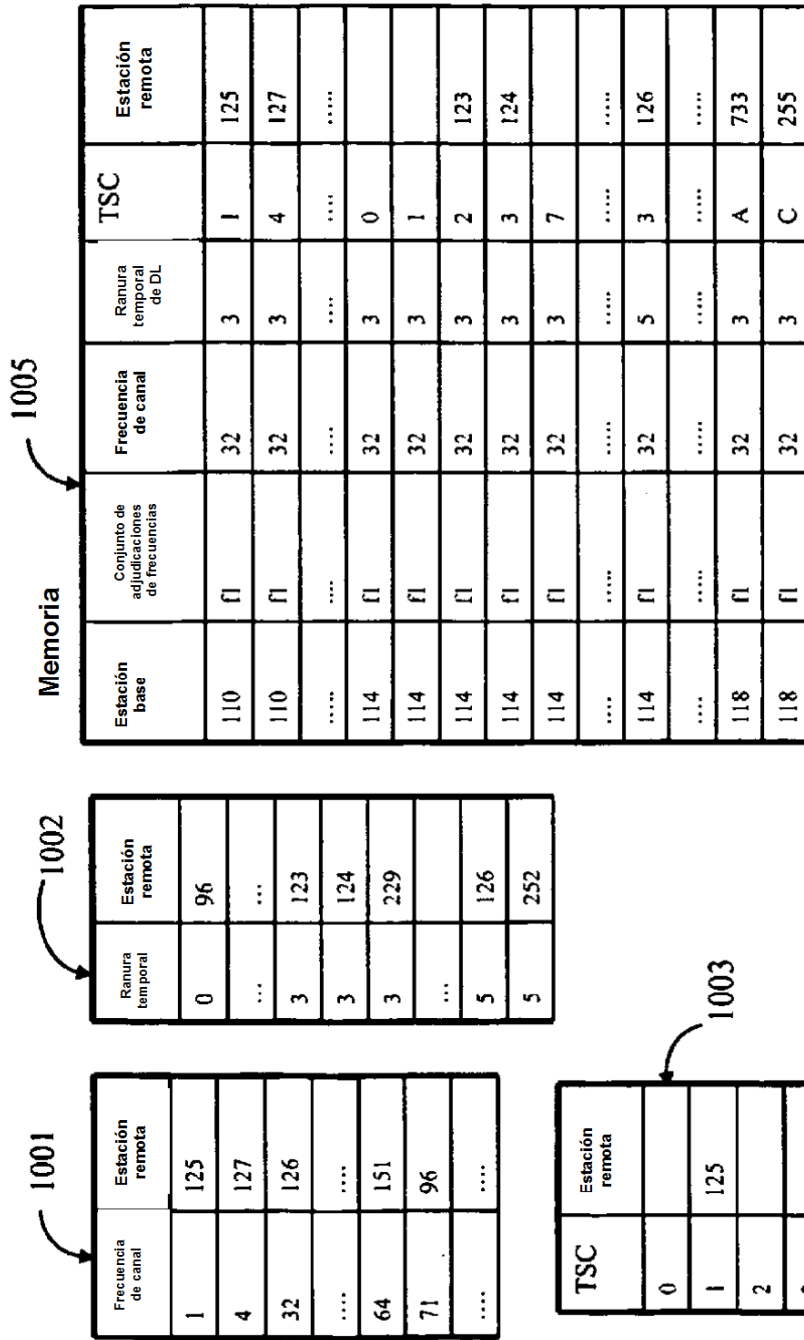 Memoria
1005
Estación base | Conjunto de adjudicaciones de frecuencias | Frecuencia de canal | Ranura temporal de DL | TSC | Estación remota
110 | f1 | 32 | 3 | 1 | 125
110 | f1 | 32 | 3 | 4 | 127
..... | .... | .... | .... | .... | .....
114 | f1 | 32 | 3 | 0 |
114 | f1 | 32 | 3 | 1 |
114 | f1 | 32 | 3 | 2 | 123
114 | f1 | 32 | 3 | 3 | 124
114 | f1 | 32 | 3 | 7 |
.... | ..... | ..... | ..... | ..... | .....
114 | f1 | 32 | 5 | 3 | 126
.... | ..... | ..... | ..... | ..... | .....
118 | f1 | 32 | 3 | A | 733
118 | f1 | 32 | 3 | C | 255
1002
Ranura temporal | Estación remota
0 | 96
... | ...
3 | 123
3 | 124
3 | 229
... |
5 | 126
5 | 252
1001
Frecuencia de canal | Estación remota
1 | 125
4 | 127
32 | 126
.... | ....
64 | 151
71 | 96
.... | ....
1003
TSC | Estación remota
0 |
1 | 125
2 |